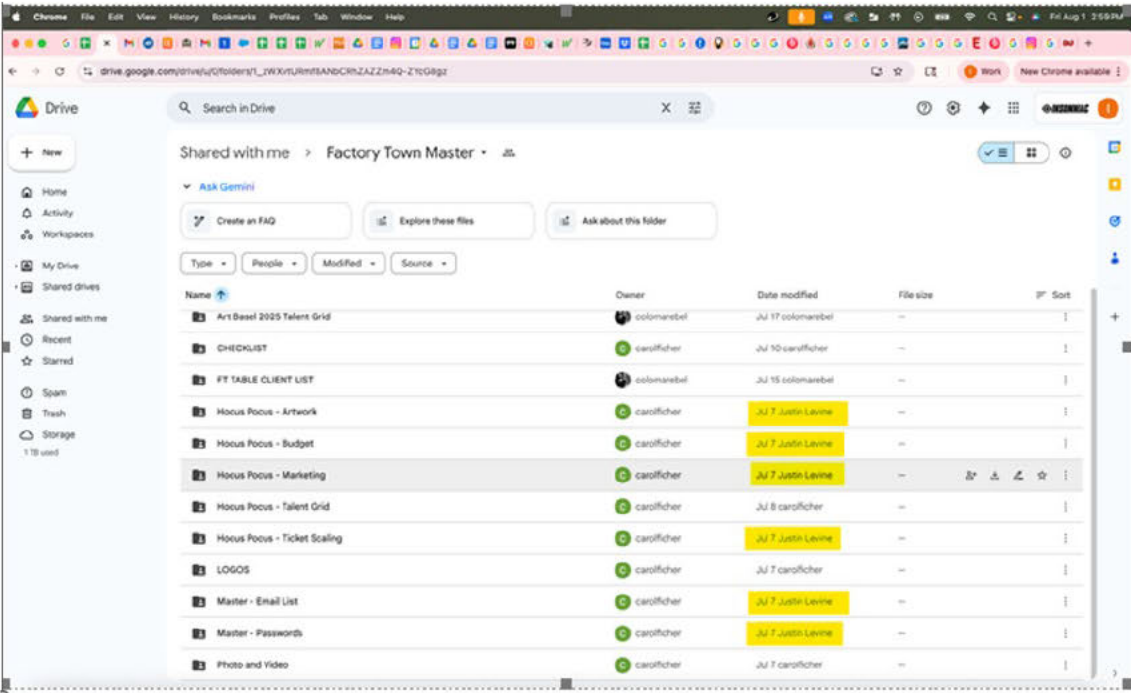 Chrome File Edit View History Bookmarks Profiles Tab Window Help Fri Aug 1 3:59 PM
Work New Chrome available
Drive Search in Drive
New
Shared with me > Factory Town Master
Home
Activity
Workspaces
My Drive
Shared drives
Shared with me
Recent
Starred
Spam
Trash
Storage
1 TB used
Ask Gemini
Create an FAQ Explore these files Ask about this folder
Type People Modified Source
Name Owner Date modified File size Sort
Art Basel 2025 Talent Grid colomarebel Jul 17 colomarebel —
CHECKLIST carolficher Jul 10 carolficher —
FT TABLE CLIENT LIST colomarebel Jul 15 colomarebel —
Hocus Pocus - Artwork carolficher Jul 7 Justin Levine —
Hocus Pocus - Budget carolficher Jul 7 Justin Levine —
Hocus Pocus - Marketing carolficher Jul 7 Justin Levine —
Hocus Pocus - Talent Grid carolficher Jul 8 carolficher —
Hocus Pocus - Ticket Scaling carolficher Jul 7 Justin Levine —
LOGOS carolficher Jul 7 carolficher —
Master - Email List carolficher Jul 7 Justin Levine —
Master - Passwords carolficher Jul 7 Justin Levine —
Photo and Video carolficher Jul 7 carolficher —